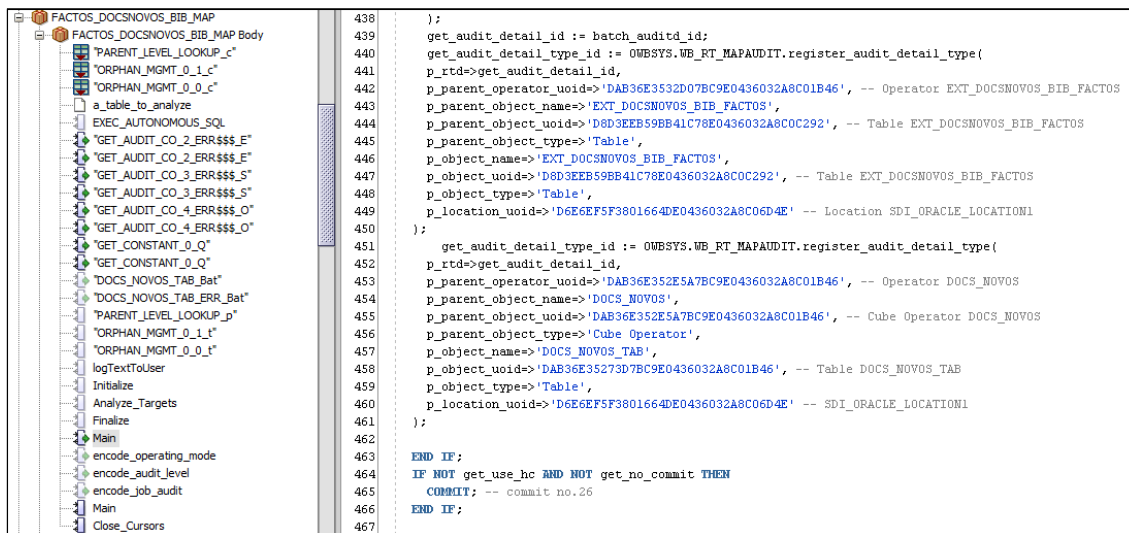 FACTOS_DOCSNOVOS_BIB_MAP
FACTOS_DOCSNOVOS_BIB_MAP Body
"PARENT_LEVEL_LOOKUP_c"
"ORPHAN_MGMT_0_1_c"
"ORPHAN_MGMT_0_0_c"
a_table_to_analyze
EXEC_AUTONOMOUS_SQL
"GET_AUDIT_CO_2_ERR$$$_E"
"GET_AUDIT_CO_2_ERR$$$_E"
"GET_AUDIT_CO_3_ERR$$$_S"
"GET_AUDIT_CO_3_ERR$$$_S"
"GET_AUDIT_CO_4_ERR$$$_O"
"GET_AUDIT_CO_4_ERR$$$_O"
"GET_CONSTANT_0_Q"
"GET_CONSTANT_0_Q"
"DOCS_NOVOS_TAB_Bat"
"DOCS_NOVOS_TAB_ERR_Bat"
"PARENT_LEVEL_LOOKUP_p"
"ORPHAN_MGMT_0_1_t"
"ORPHAN_MGMT_0_0_t"
logTextToUser
Initialize
Analyze_Targets
Finalize
Main
encode_operating_mode
encode_audit_level
encode_job_audit
Main
Close_Cursors
438 );
439 get_audit_detail_id := batch_auditd_id;
440 get_audit_detail_type_id := OWBSYS.WB_RT_MAPAUDIT.register_audit_detail_type(
441 p_rtd=>get_audit_detail_id,
442 p_parent_operator_uoid=>'DAB36E3532D07BC9E0436032A8C01B46', -- Operator EXT_DOCSNOVOS_BIB_FACTOS
443 p_parent_object_name=>'EXT_DOCSNOVOS_BIB_FACTOS',
444 p_parent_object_uoid=>'D8D3EEB59BB41C78E0436032A8C0C292', -- Table EXT_DOCSNOVOS_BIB_FACTOS
445 p_parent_object_type=>'Table',
446 p_object_name=>'EXT_DOCSNOVOS_BIB_FACTOS',
447 p_object_uoid=>'D8D3EEB59BB41C78E0436032A8C0C292', -- Table EXT_DOCSNOVOS_BIB_FACTOS
448 p_object_type=>'Table',
449 p_location_uoid=>'D6E6EF5F3801664DE0436032A8C06D4E' -- Location SDI_ORACLE_LOCATION1
450 );
451 get_audit_detail_type_id := OWBSYS.WB_RT_MAPAUDIT.register_audit_detail_type(
452 p_rtd=>get_audit_detail_id,
453 p_parent_operator_uoid=>'DAB36E352E5A7BC9E0436032A8C01B46', -- Operator DOCS_NOVOS
454 p_parent_object_name=>'DOCS_NOVOS',
455 p_parent_object_uoid=>'DAB36E352E5A7BC9E0436032A8C01B46', -- Cube Operator DOCS_NOVOS
456 p_parent_object_type=>'Cube Operator',
457 p_object_name=>'DOCS_NOVOS_TAB',
458 p_object_uoid=>'DAB36E35273D7BC9E0436032A8C01B46', -- Table DOCS_NOVOS_TAB
459 p_object_type=>'Table',
460 p_location_uoid=>'D6E6EF5F3801664DE0436032A8C06D4E' -- SDI_ORACLE_LOCATION1
461 );
462
463 END IF;
464 IF NOT get_use_hc AND NOT get_no_commit THEN
465 COMMIT; -- commit no.26
466 END IF;
467